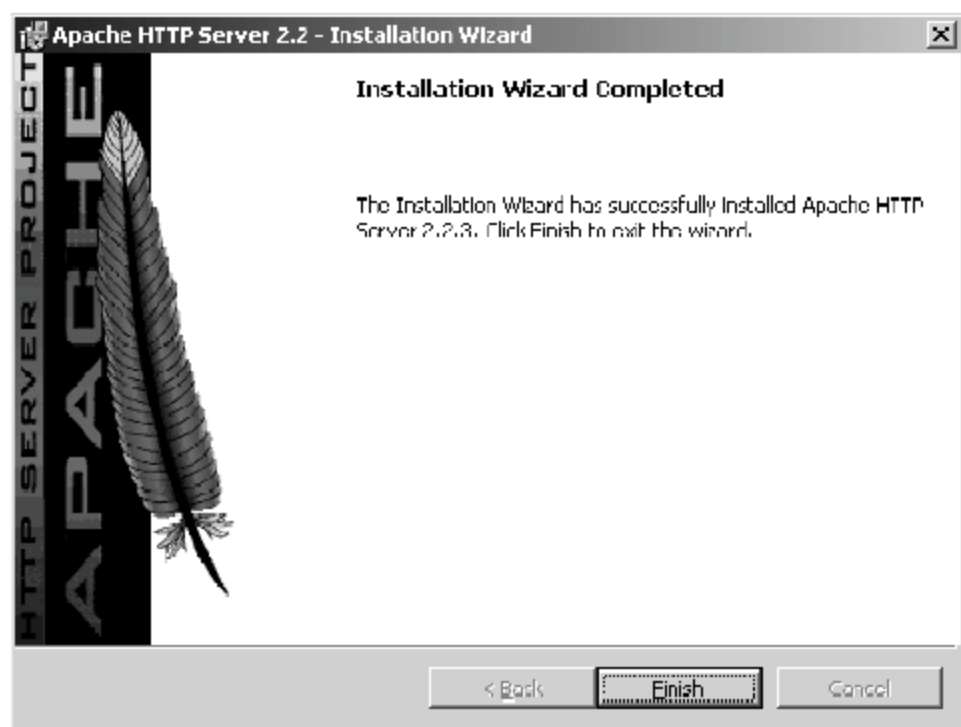 Apache HTTP Server 2.2 - Installation Wizard
HTTP SERVER PROJECT
APACHE
Installation Wizard Completed
The Installation Wizard has successfully installed Apache HTTP
Server 2.2.3. Click Finish to exit the wizard.
< Back
Finish
Cancel